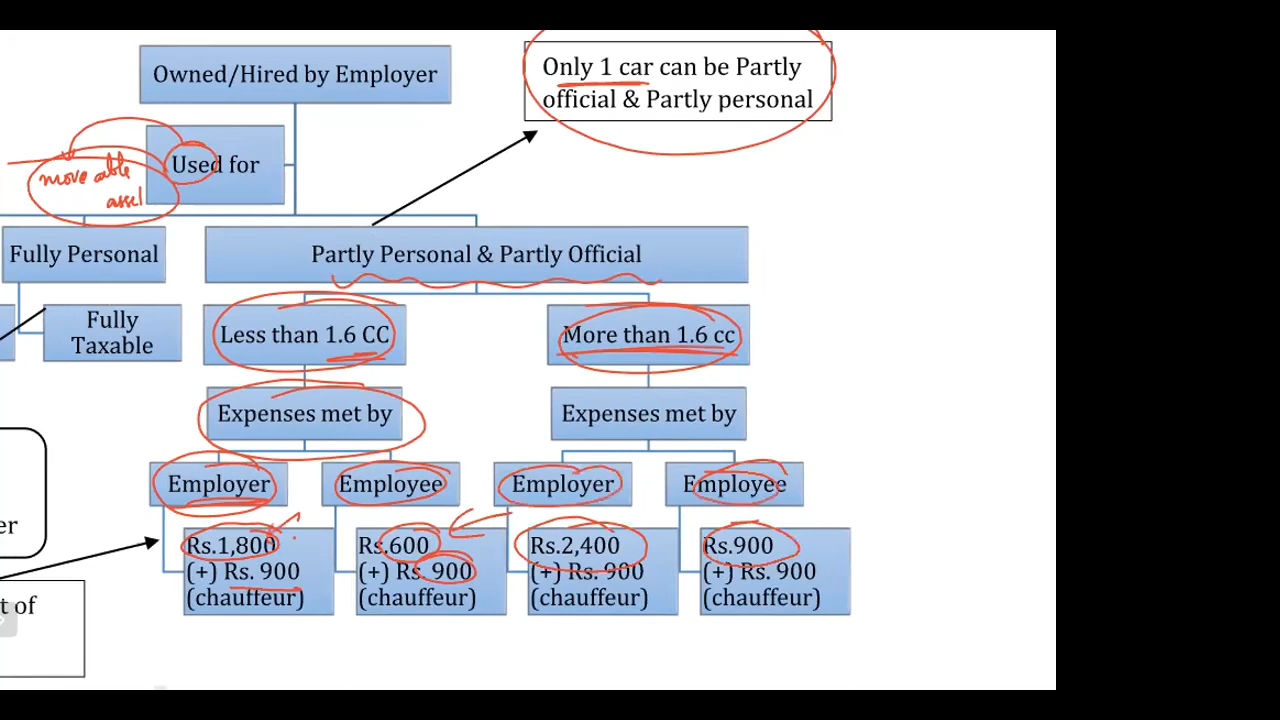 Owned/Hired by Employer
Only 1 car can be Partly
official & Partly personal
Used for
move able
asset
Fully Personal
Partly Personal & Partly Official
Fully
Taxable
Less than 1.6 CC
More than 1.6 cc
Expenses met by
Expenses met by
Employer
Employee
Employer
Employee
Rs.1,800
(+) Rs. 900
(chauffeur)
Rs.600
(+) Rs. 900
(chauffeur)
Rs.2,400
(+) Rs. 900
(chauffeur)
Rs.900
(+) Rs. 900
(chauffeur)
er
t of